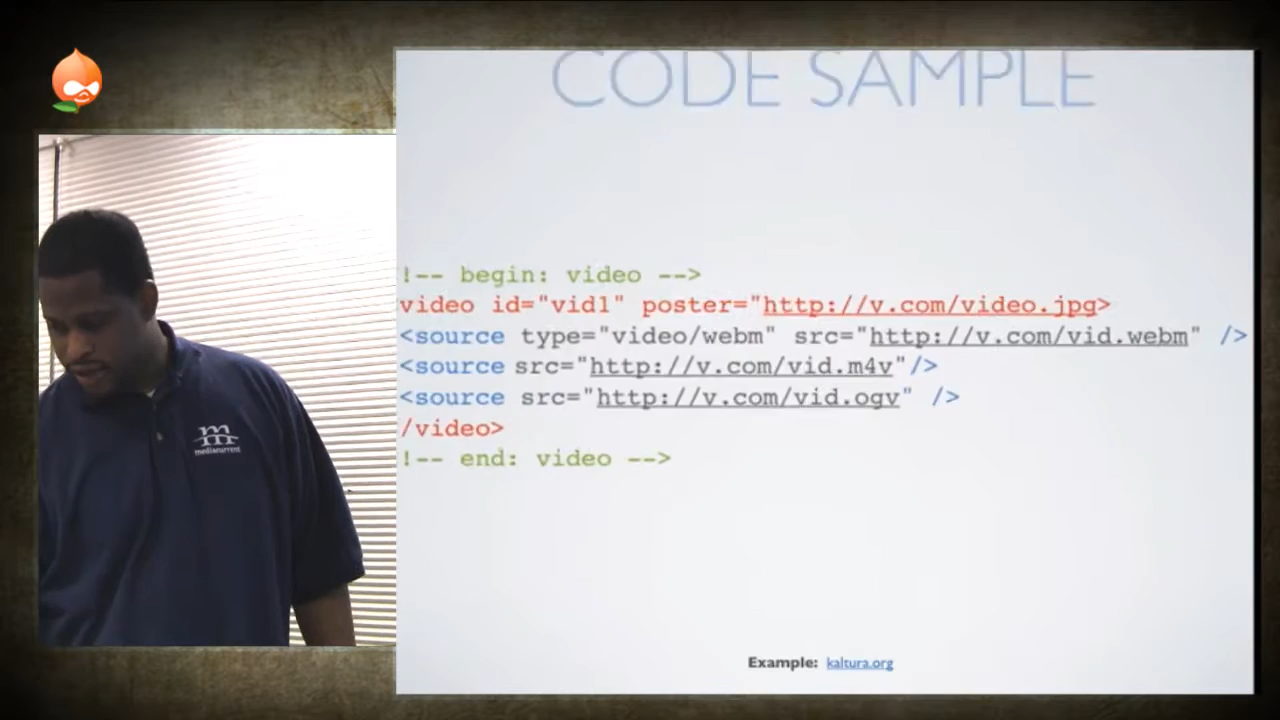 CODE SAMPLE
!-- begin: video -->
video id="vid1" poster="http://v.com/video.jpg>
<source type="video/webm" src="http://v.com/vid.webm" />
<source src="http://v.com/vid.m4v"/>
<source src="http://v.com/vid.ogv" />
/video>
!-- end: video -->
m
mediacurrent
Example: kaltura.org